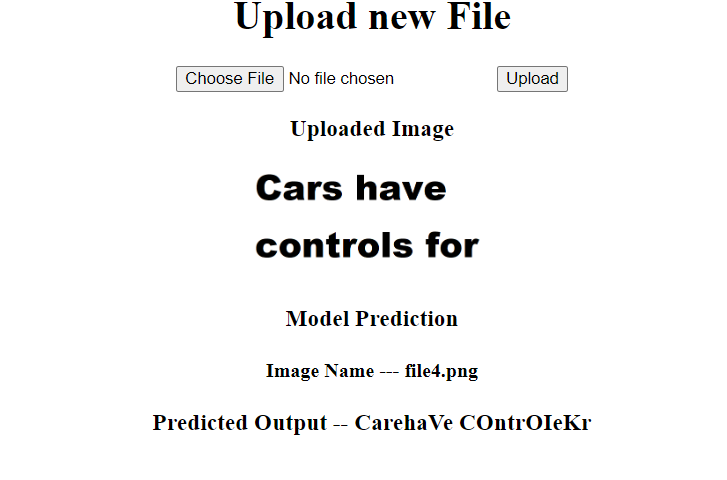 Upload new File
Choose File No file chosen Upload
Uploaded Image
Cars have
controls for
Model Prediction
Image Name --- file4.png
Predicted Output -- CarehaVe COntrOIeKr